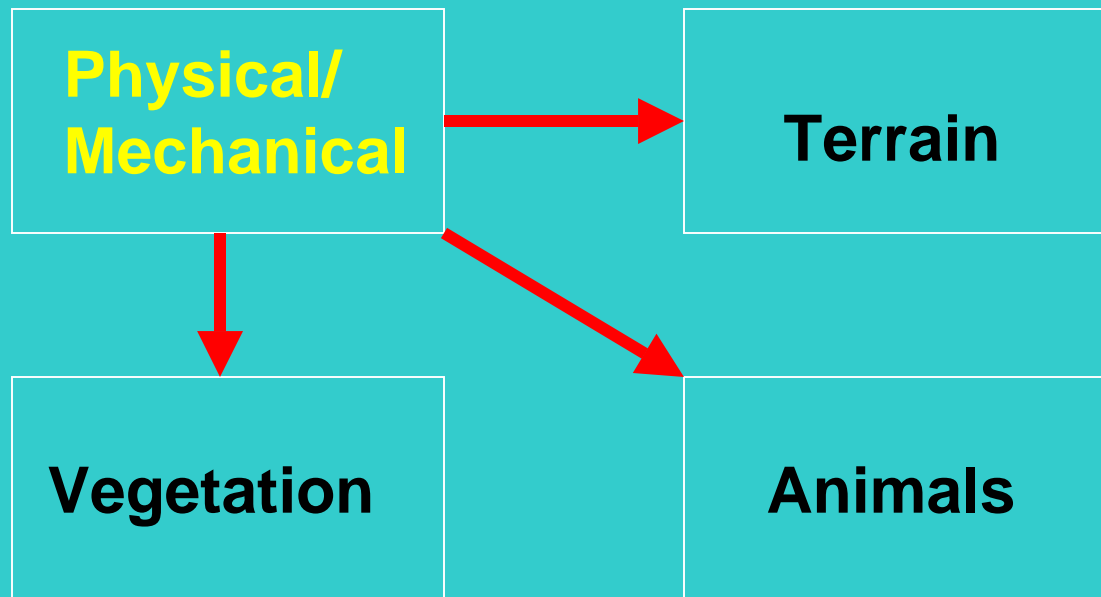 Physical/
Mechanical
Terrain
Vegetation
Animals